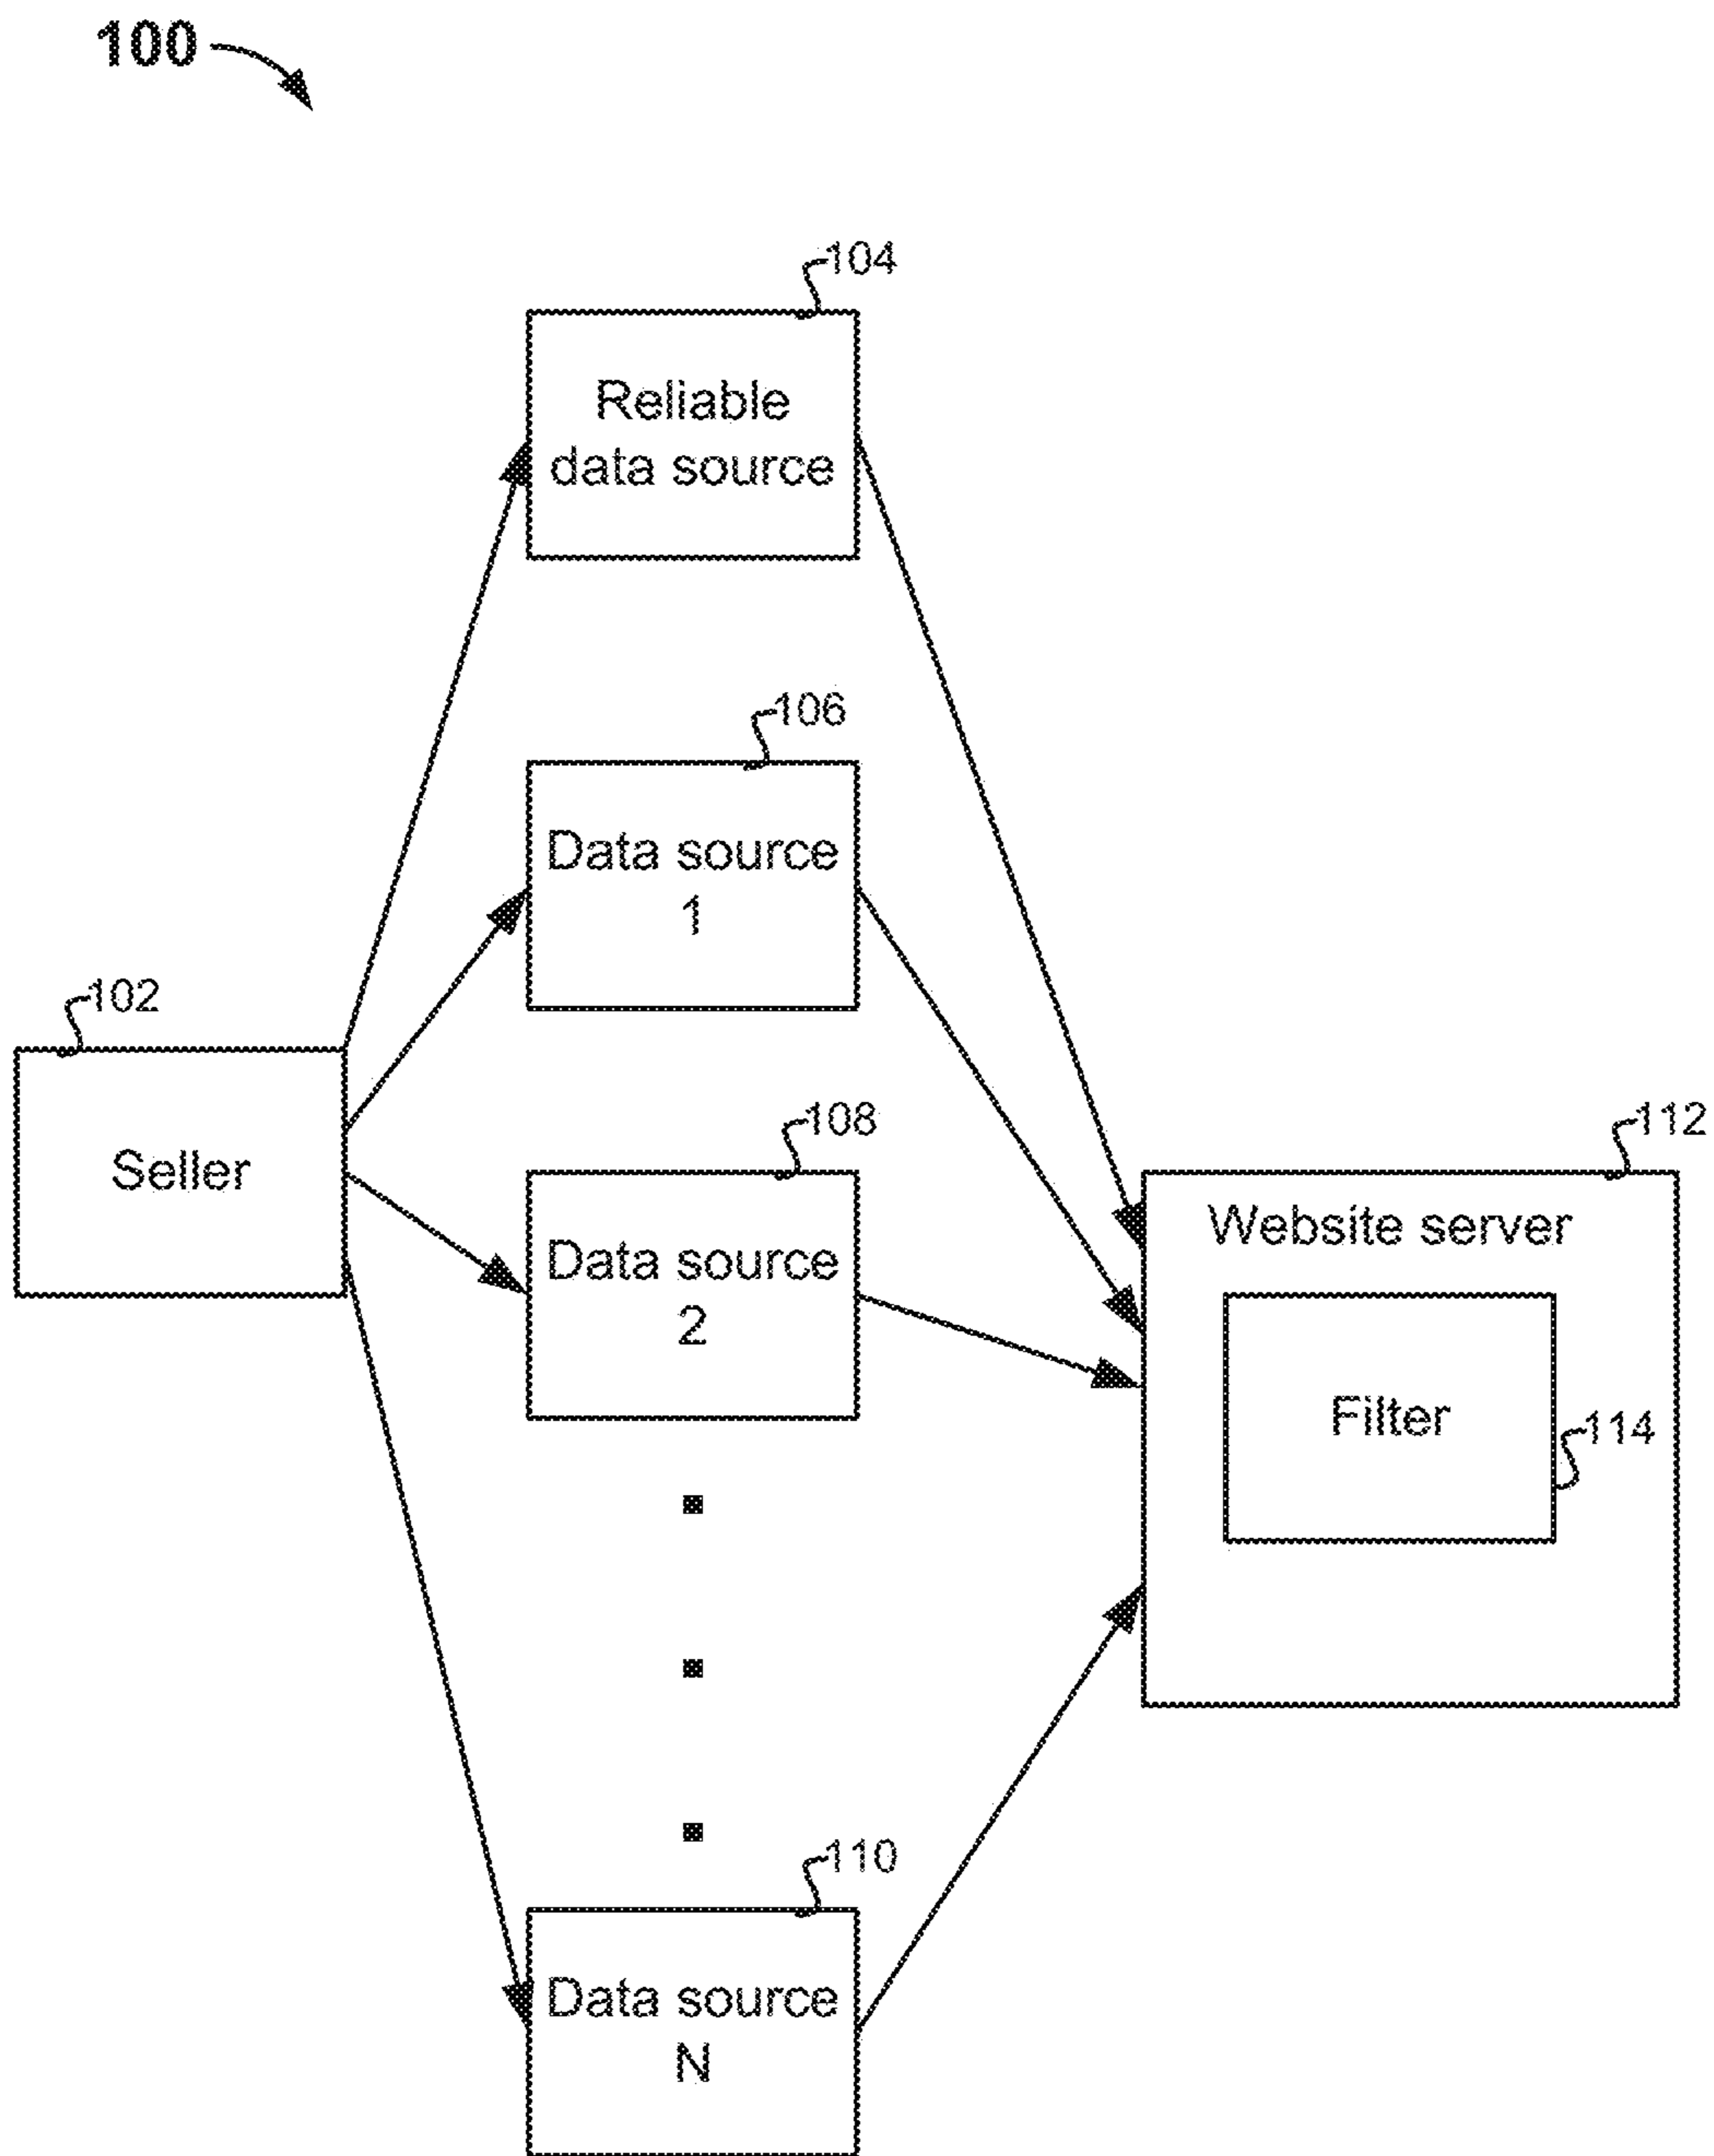 100
104
Reliable
data source
106
Data source
1
102
Seller
108
Data source
2
112
Website server
Filter
114
110
Data source
N